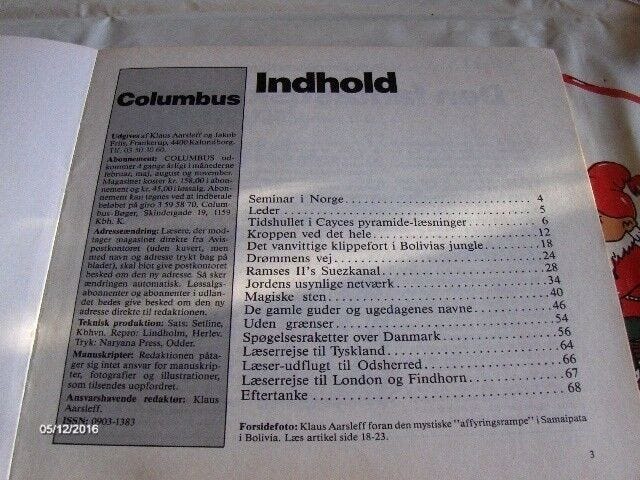 Columbus
Udgives af Klaus Aarsleff og Jakob
Friis, Frankerup, 4400 Kalundborg.
Tlf. 03 50 10 60.
Abonnement: COLUMBUS ud-
kommer 4 gange årligt i månederne
februar, maj, august og november.
Magasinet koster kr. 158,00 i abonne-
ment og kr. 45,00 i løssalg. Abon-
nement kan tegnes ved at indbetale
beløbet på giro 3 59 58 70, Colum-
bus-Bøger, Skindergade 19, 1159
Kbh. K.
Adresseændring: Læsere, der mod-
tager magasinet direkte fra Avis-
postkontoret (uden kuvert, men
med navn og adresse trykt bag på
bladet), skal blot give postkontoret
besked om den ny adresse. Så sker
ændringen automatisk. Løssalgs-
abonnenter og abonnenter i udlan-
det bedes give besked om den ny
adresse direkte til redaktionen.
Teknisk produktion: Sats: Setline,
Kbhvn. Repro: Lindholm, Herlev.
Tryk: Narayana Press, Odder.
Manuskripter: Redaktionen påta-
ger sig intet ansvar for manuskrip-
ter, fotografier og illustrationer,
som tilsendes uopfordret.
Ansvarshavende redaktør: Klaus
Aarsleff.
ISSN: 0903-1383
Indhold
Seminar i Norge 4
Leder 5
Tidshullet i Cayces pyramide-læsninger 6
Kroppen ved det hele 12
Det vanvittige klippefort i Bolivias jungle 18
Drømmens vej 24
Ramses II's Suezkanal 28
Jordens usynlige netværk 34
Magiske sten 40
De gamle guder og ugedagenes navne 46
Uden grænser 54
Spøgelsesraketter over Danmark 56
Læserrejse til Tyskland 64
Læser-udflugt til Odsherred 66
Læserrejse til London og Findhorn 67
Eftertanke 68
Forsidefoto: Klaus Aarsleff foran den mystiske "affyringsrampe" i Samaipata
i Bolivia. Læs artikel side 18-23.
3
05/12/2016